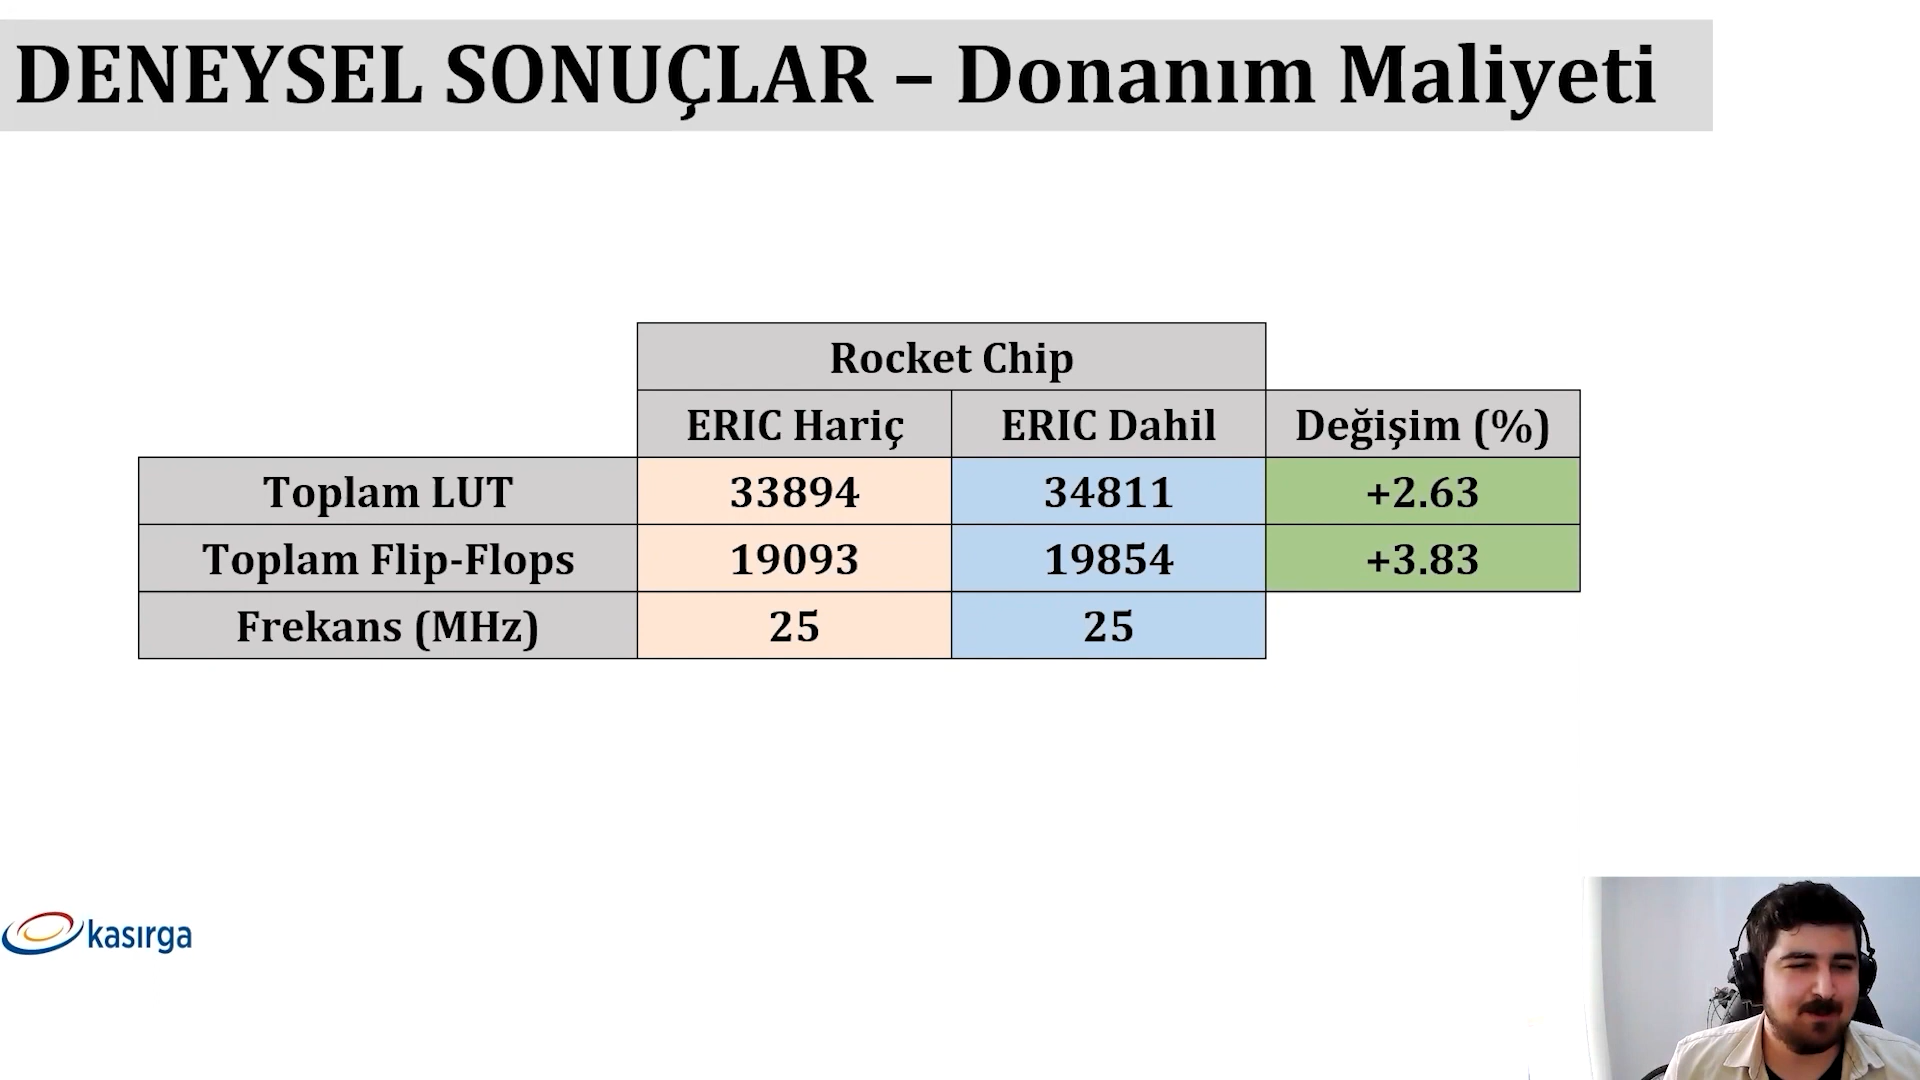 DENEYSEL SONUÇLAR – Donanım Maliyeti
Rocket Chip
ERIC Hariç ERIC Dahil Değişim (%)
Toplam LUT 33894 34811 +2.63
Toplam Flip-Flops 19093 19854 +3.83
Frekans (MHz) 25 25
kasırga